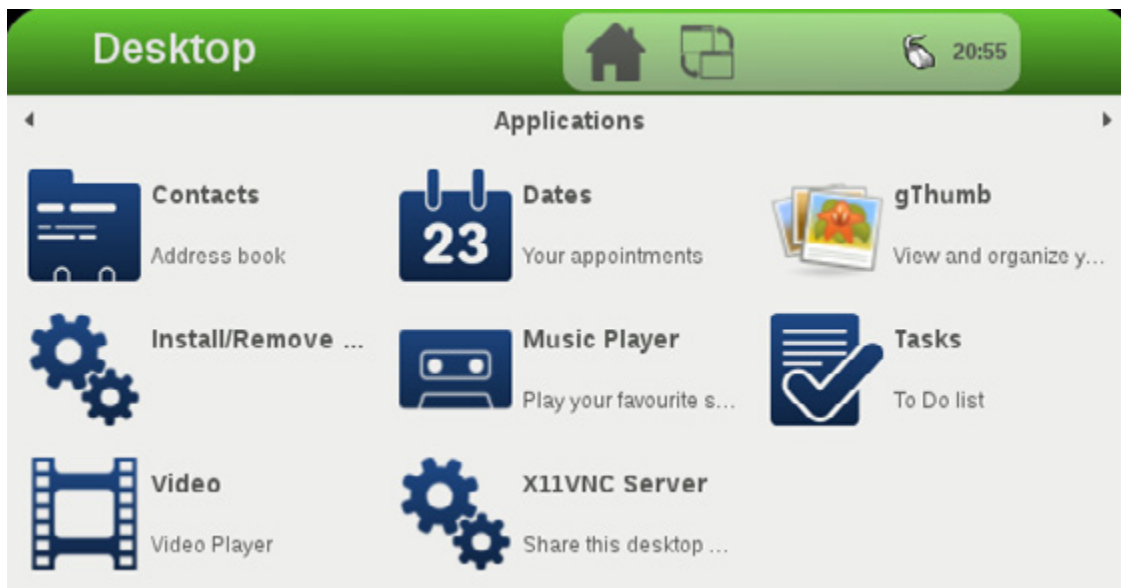 Desktop
20:55
Applications
Contacts
Address book
Dates
23
Your appointments
gThumb
View and organize y...
Install/Remove ...
Music Player
Play your favourite s...
Tasks
To Do list
Video
Video Player
X11VNC Server
Share this desktop ...